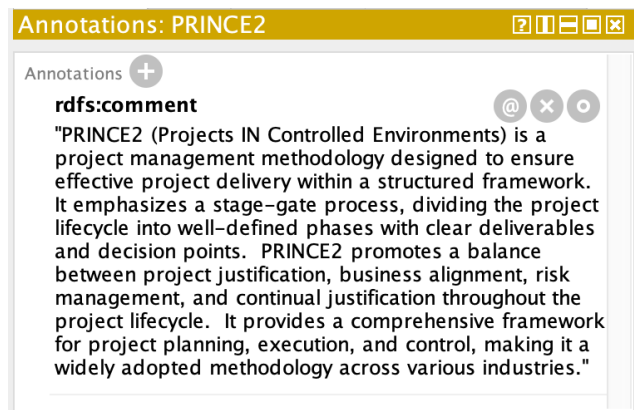 Annotations: PRINCE2
Annotations
rdfs:comment
"PRINCE2 (Projects IN Controlled Environments) is a
project management methodology designed to ensure
effective project delivery within a structured framework.
It emphasizes a stage-gate process, dividing the project
lifecycle into well-defined phases with clear deliverables
and decision points.  PRINCE2 promotes a balance
between project justification, business alignment, risk
management, and continual justification throughout the
project lifecycle.  It provides a comprehensive framework
for project planning, execution, and control, making it a
widely adopted methodology across various industries."